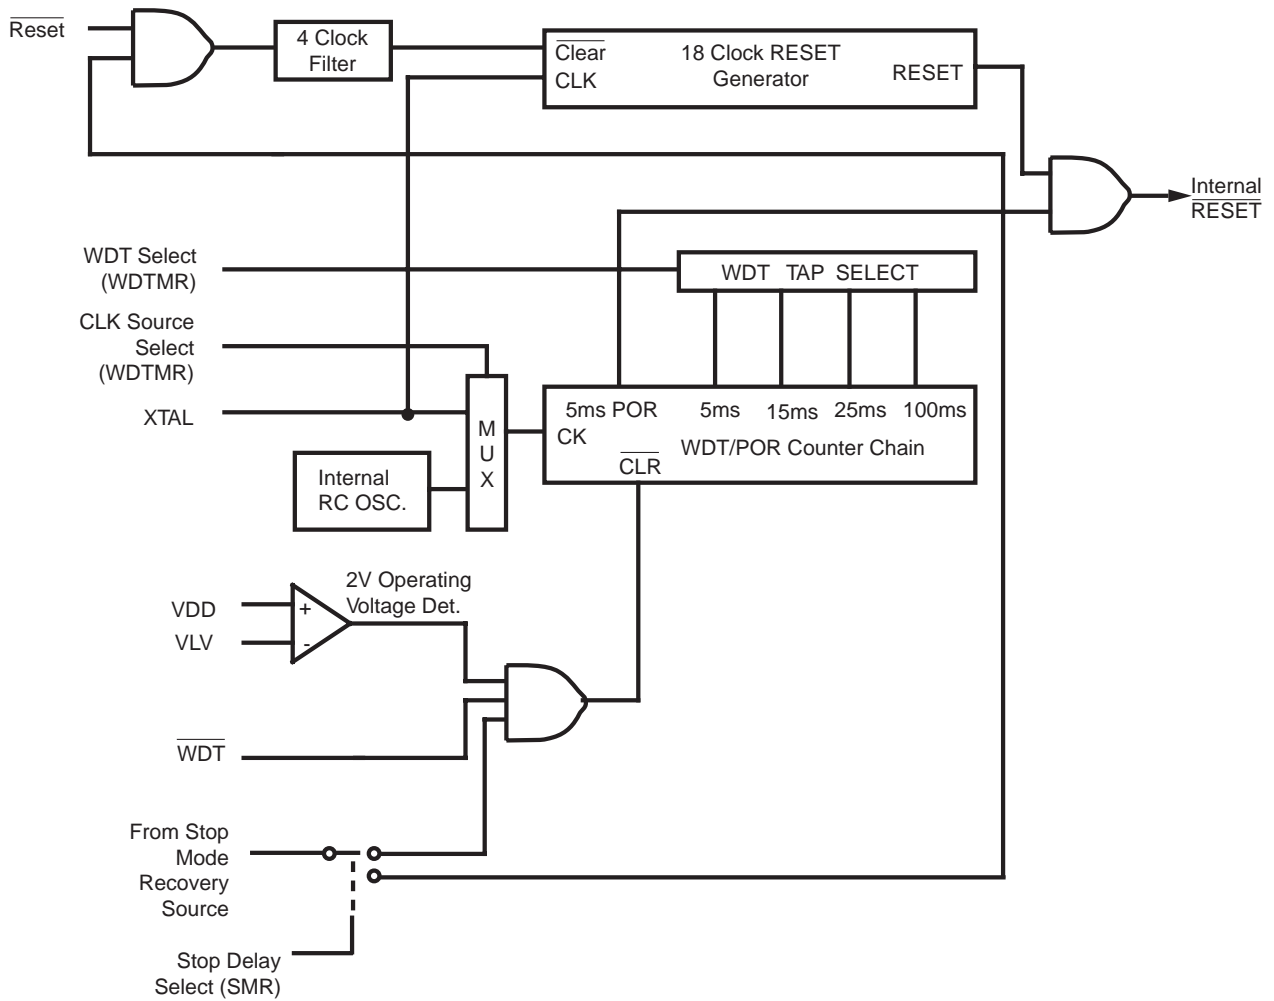 Reset
4 Clock
Filter
Clear
CLK
18 Clock RESET
Generator
RESET
Internal
RESET
WDT Select
(WDTMR)
WDT TAP SELECT
CLK Source
Select
(WDTMR)
XTAL
M
U
X
5ms POR 5ms 15ms 25ms 100ms
CK
WDT/POR Counter Chain
CLR
Internal
RC OSC.
2V Operating
Voltage Det.
VDD
+
VLV
-
WDT
From Stop
Mode
Recovery
Source
Stop Delay
Select (SMR)